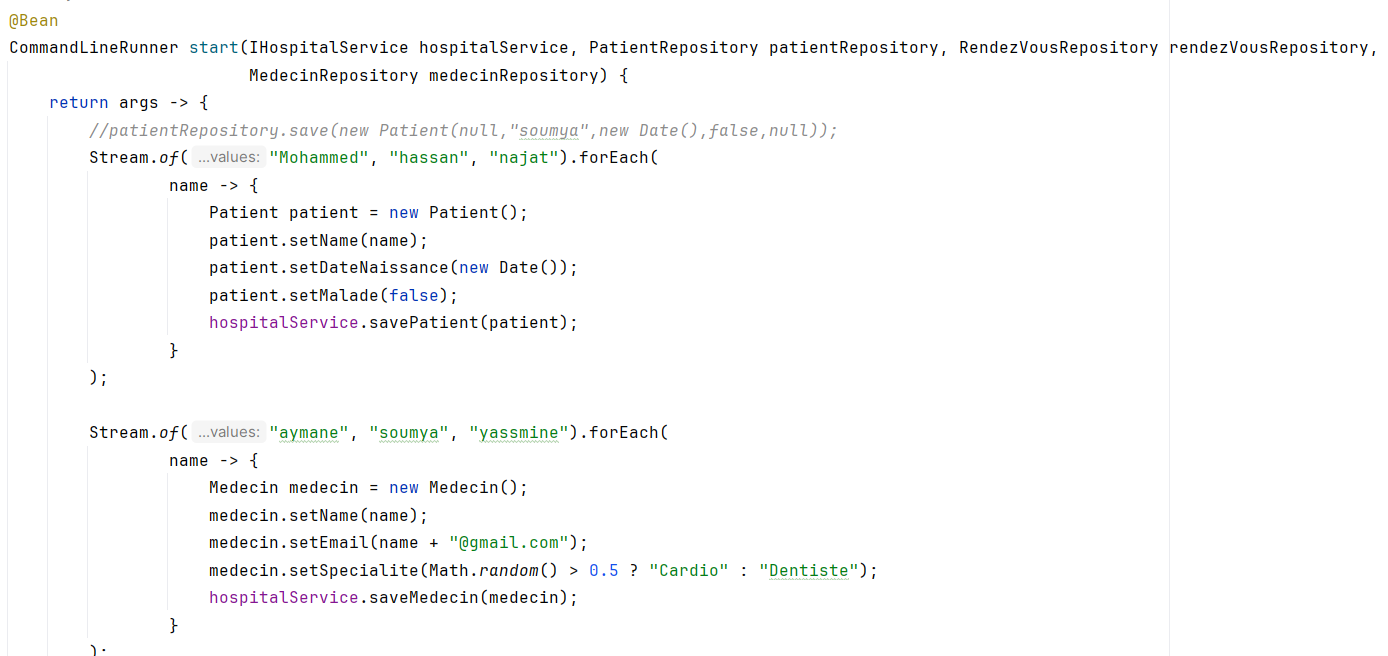 @Bean
CommandLineRunner start(IHospitalService hospitalService, PatientRepository patientRepository, RendezVousRepository rendezVousRepository,
MedecinRepository medecinRepository) {
return args -> {
//patientRepository.save(new Patient(null,"soumya",new Date(),false,null));
Stream.of( ...values: "Mohammed", "hassan", "najat").forEach(
name -> {
Patient patient = new Patient();
patient.setName(name);
patient.setDateNaissance(new Date());
patient.setMalade(false);
hospitalService.savePatient(patient);
}
);
Stream.of( ...values: "aymane", "soumya", "yassmine").forEach(
name -> {
Medecin medecin = new Medecin();
medecin.setName(name);
medecin.setEmail(name + "@gmail.com");
medecin.setSpecialite(Math.random() > 0.5 ? "Cardio" : "Dentiste");
hospitalService.saveMedecin(medecin);
}
);